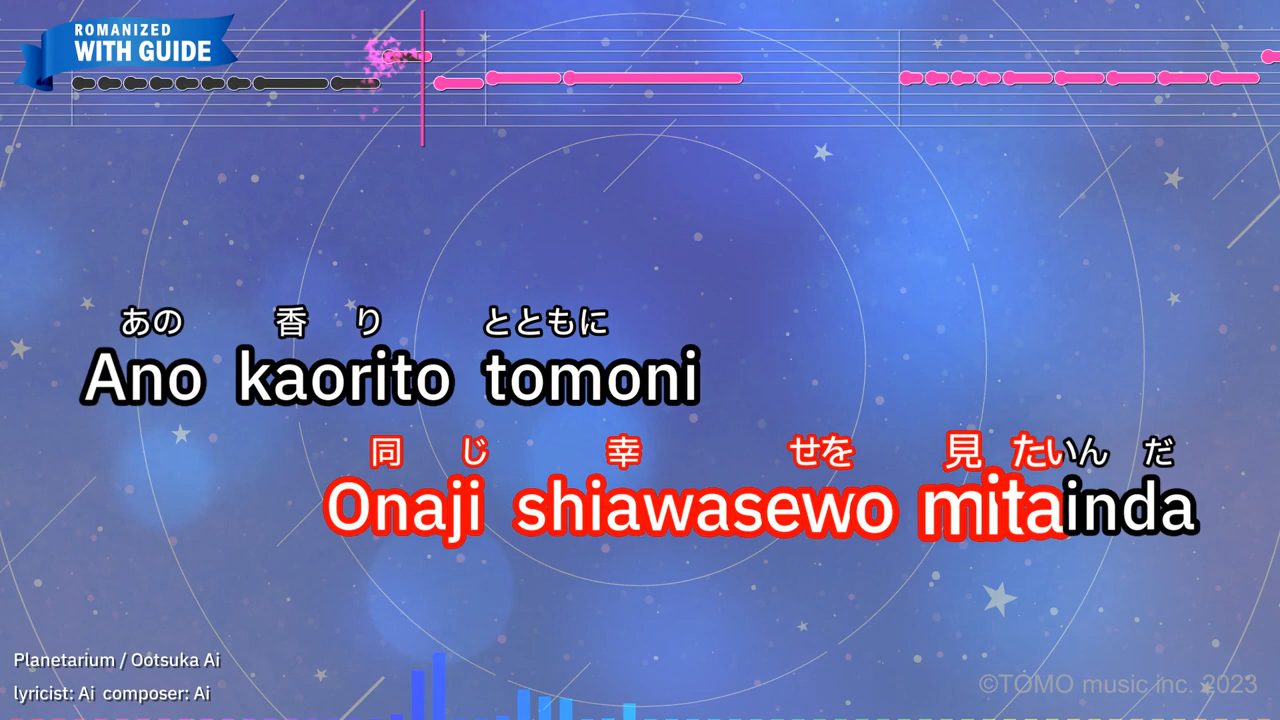 ROMANIZED
WITH GUIDE
あの 香り とともに
Ano kaorito tomoni
同じ 幸せを 見たいんだ
Onaji shiawasewo mitainda
Planetarium / Ootsuka Ai
lyricist: Ai composer: Ai
©TOMO music inc. 2023